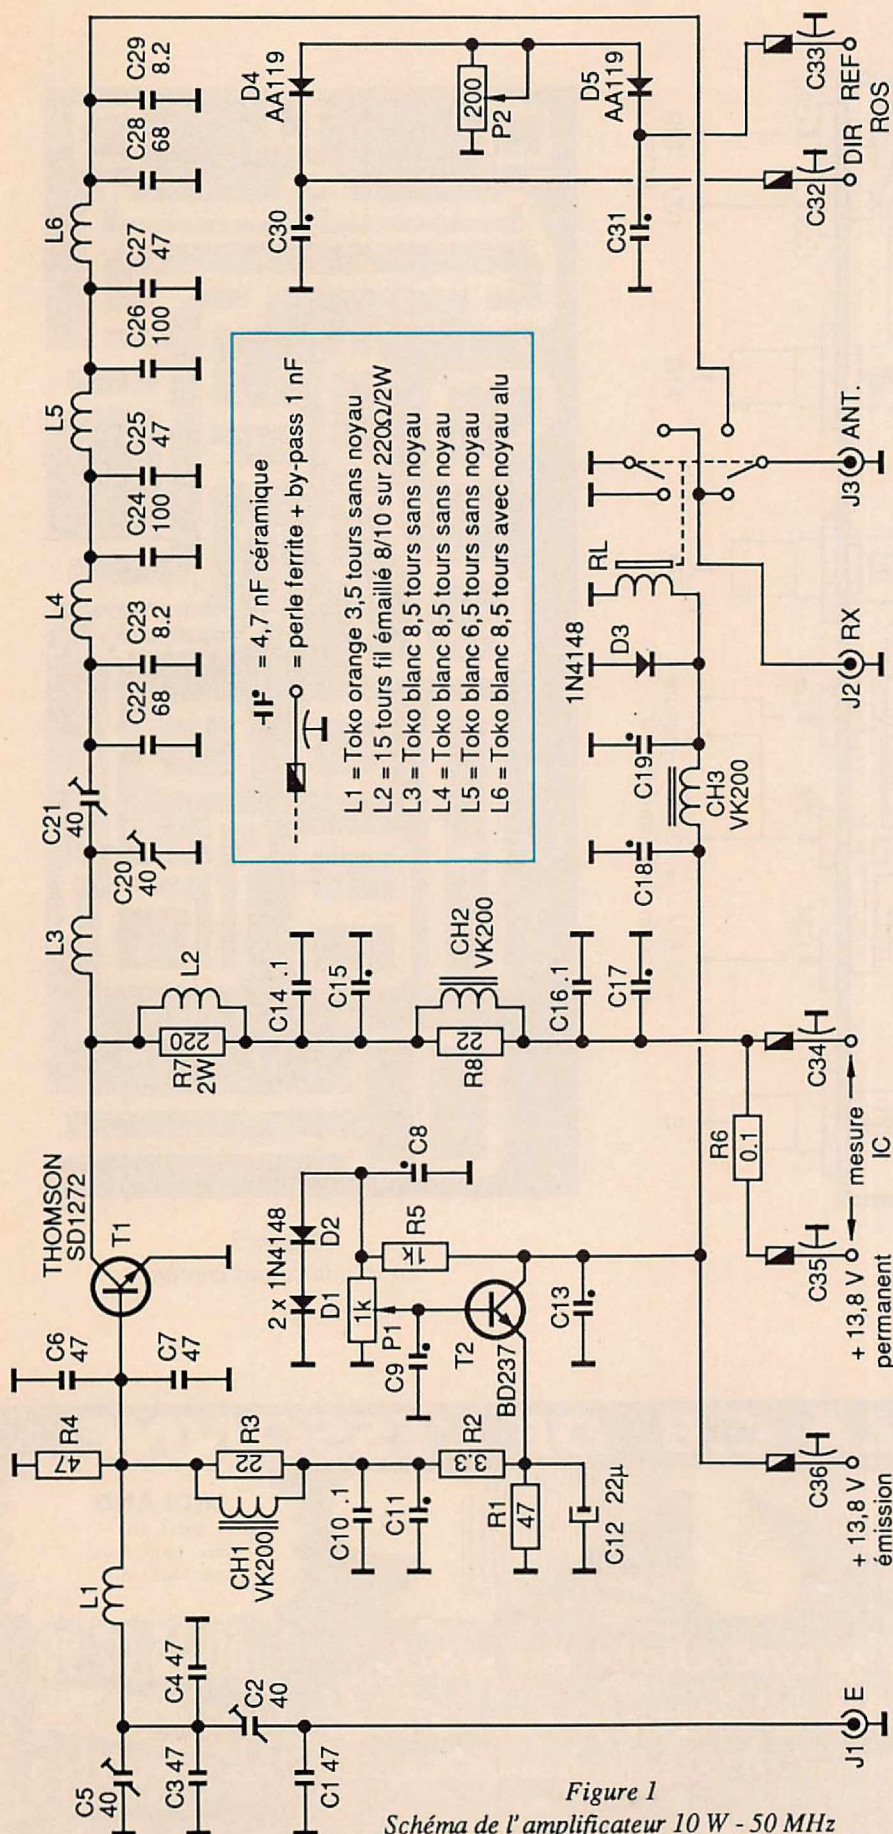 C5
40
C3 47
C4 47
C2
40
C1 47
J1
E
L1
R4
47
C6
47
C7
47
THOMSON
SD1272
T1
R3
22
CH1
VK200
C10 .1
C11
R2
3.3
R1
47
C12
22µ
2 x 1N4148
D1
D2
1k
P1
C9
C8
R5
1k
T2
BD237
C13
L3
L2
R7
2W
220
C14 .1
C15
CH2
VK200
R8
22
C16 .1
C17
R6
0.1
C36
+ 13,8 V
émission
C35
+ 13,8 V
permanent
mesure
IC
C34
C20
40
C21
40
C22
68
C23
8.2
L4
C24
100
C25
47
L5
C26
100
C27
47
L6
C28
68
C29
8.2
= 4,7 nF céramique
= perle ferrite + by-pass 1 nF
L1 = Toko orange 3,5 tours sans noyau
L2 = 15 tours fil émaillé 8/10 sur 220Ω/2W
L3 = Toko blanc 8,5 tours sans noyau
L4 = Toko blanc 8,5 tours sans noyau
L5 = Toko blanc 6,5 tours sans noyau
L6 = Toko blanc 8,5 tours avec noyau alu
C18
C19
CH3
VK200
1N4148
D3
RL
J2
RX
J3
ANT.
C30
D4
AA119
200
P2
C31
D5
AA119
C32
C33
DIR
REF
ROS
Figure 1
Schéma de l'amplificateur 10 W - 50 MHz